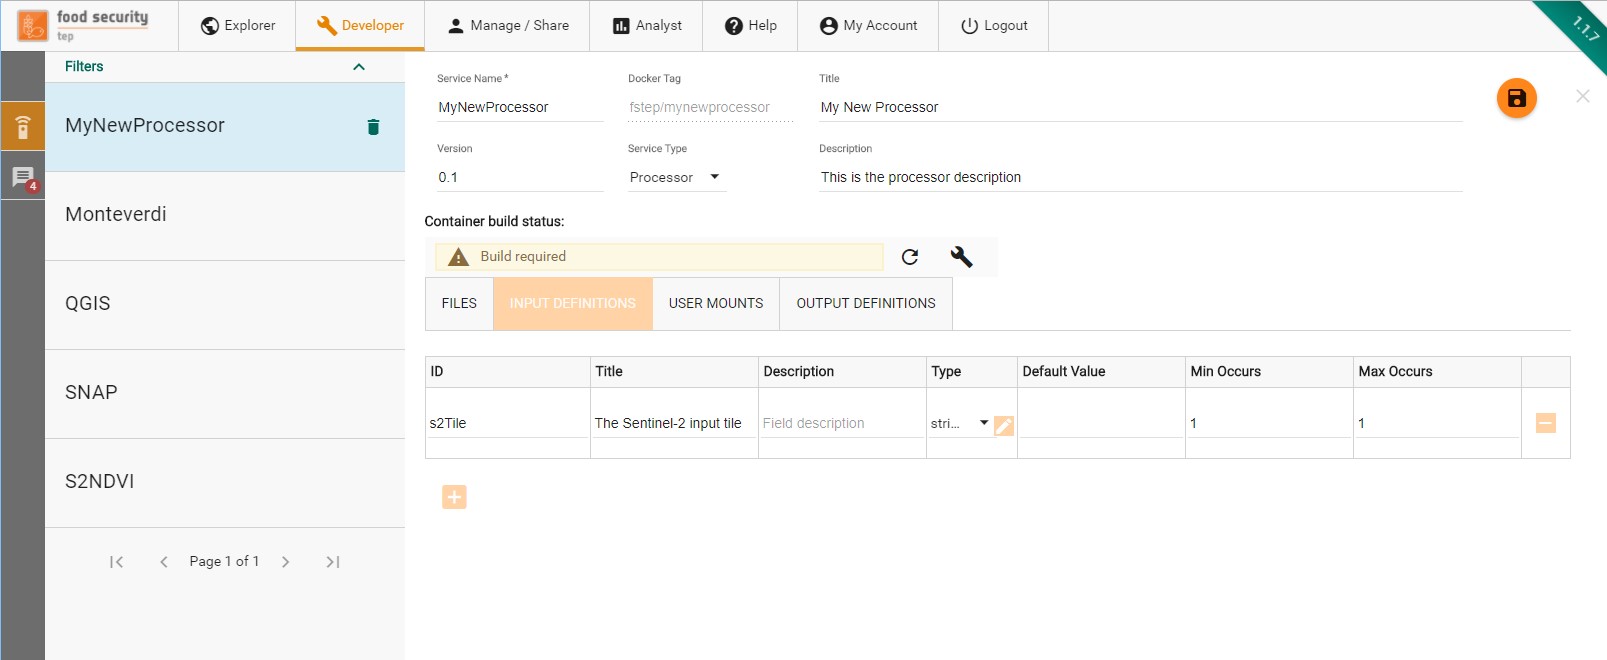 food security
tep
Explorer
Developer
Manage / Share
Analyst
Help
My Account
Logout
1.1.7
Filters
4
MyNewProcessor
Monteverdi
QGIS
SNAP
S2NDVI
Page 1 of 1
Service Name *
Docker Tag
Title
MyNewProcessor
fstep/mynewprocessor
My New Processor
Version
Service Type
Description
0.1
Processor
This is the processor description
Container build status:
Build required
FILES
INPUT DEFINITIONS
USER MOUNTS
OUTPUT DEFINITIONS
ID
Title
Description
Type
Default Value
Min Occurs
Max Occurs
s2Tile
The Sentinel-2 input tile
Field description
stri...
1
1